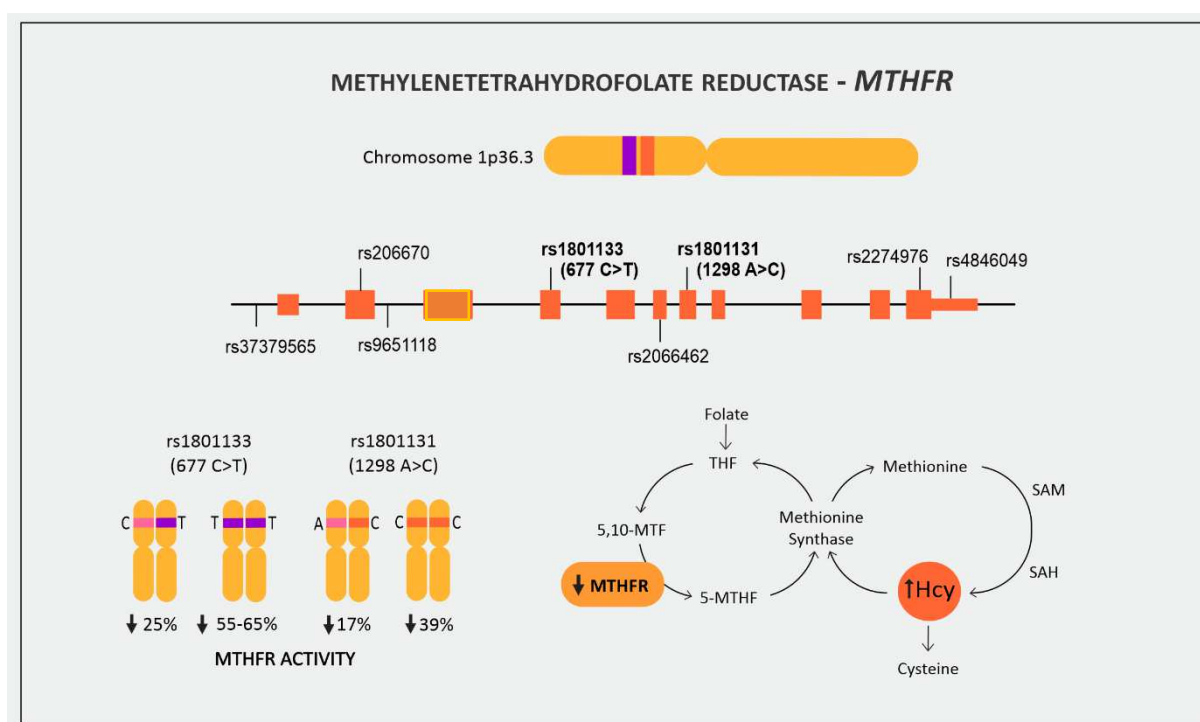 METHYLENETETRAHYDROFOLATE REDUCTASE - MTHFR
Chromosome 1p36.3
rs206670
rs1801133
(677 C>T)
rs1801131
(1298 A>C)
rs2274976
rs4846049
rs37379565
rs9651118
rs2066462
rs1801133
(677 C>T)
rs1801131
(1298 A>C)
C T T T A C C C
↓ 25% ↓ 55-65% ↓ 17% ↓ 39%
MTHFR ACTIVITY
Folate
THF
5,10-MTF
↓ MTHFR
5-MTHF
Methionine
Synthase
Methionine
SAM
SAH
↑Hcy
Cysteine